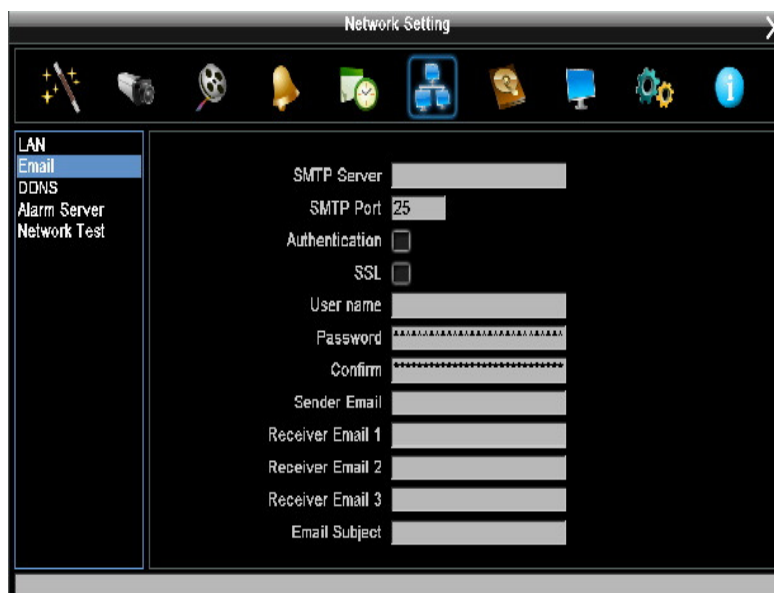 Network Setting
X
LAN
Email
DDNS
Alarm Server
Network Test
SMTP Server
SMTP Port 25
Authentication
SSL
User name
Password ****************************
Confirm ****************************
Sender Email
Receiver Email 1
Receiver Email 2
Receiver Email 3
Email Subject